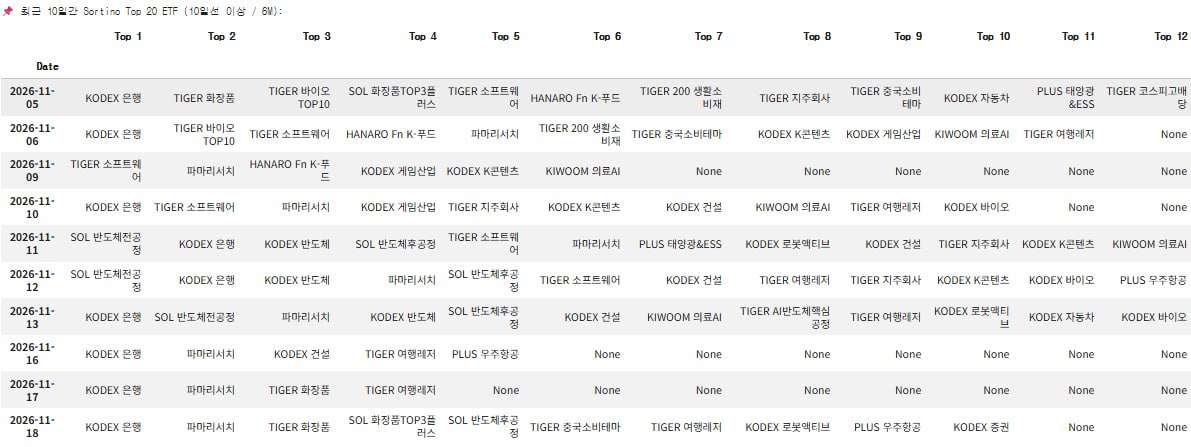 📌 최근 10일간 Sortino Top 20 ETF (10일선 이상 / 6M):
Top 1 Top 2 Top 3 Top 4 Top 5 Top 6 Top 7 Top 8 Top 9 Top 10 Top 11 Top 12
Date
2026-11-05 KODEX 은행 TIGER 화장품 TIGER 바이오TOP10 SOL 화장품TOP3플러스 TIGER 소프트웨어 HANARO Fn K-푸드 TIGER 200 생활소비재 TIGER 지주회사 TIGER 중국소비테마 KODEX 자동차 PLUS 태양광&ESS TIGER 코스피고배당
2026-11-06 KODEX 은행 TIGER 바이오TOP10 TIGER 소프트웨어 HANARO Fn K-푸드 파마리서치 TIGER 200 생활소비재 TIGER 중국소비테마 KODEX K콘텐츠 KODEX 게임산업 KIWOOM 의료AI TIGER 여행레저 None
2026-11-09 TIGER 소프트웨어 파마리서치 HANARO Fn K-푸드 KODEX 게임산업 KODEX K콘텐츠 KIWOOM 의료AI None None None None None None
2026-11-10 KODEX 은행 TIGER 소프트웨어 파마리서치 KODEX 게임산업 TIGER 지주회사 KODEX K콘텐츠 KODEX 건설 KIWOOM 의료AI TIGER 여행레저 KODEX 바이오 None None
2026-11-11 SOL 반도체전공정 KODEX 은행 KODEX 반도체 SOL 반도체후공정 TIGER 소프트웨어 파마리서치 PLUS 태양광&ESS KODEX 로봇액티브 KODEX 건설 TIGER 지주회사 KODEX K콘텐츠 KIWOOM 의료AI
2026-11-12 SOL 반도체전공정 KODEX 은행 KODEX 반도체 파마리서치 SOL 반도체후공정 TIGER 소프트웨어 KODEX 건설 TIGER 여행레저 TIGER 지주회사 KODEX K콘텐츠 KODEX 바이오 PLUS 우주항공
2026-11-13 KODEX 은행 SOL 반도체전공정 파마리서치 KODEX 반도체 SOL 반도체후공정 KODEX 건설 KIWOOM 의료AI TIGER AI반도체핵심공정 TIGER 여행레저 KODEX 로봇액티브 KODEX 자동차 KODEX 바이오
2026-11-16 KODEX 은행 파마리서치 KODEX 건설 TIGER 여행레저 PLUS 우주항공 None None None None None None None
2026-11-17 KODEX 은행 파마리서치 TIGER 화장품 TIGER 여행레저 None None None None None None None None
2026-11-18 KODEX 은행 파마리서치 TIGER 화장품 SOL 화장품TOP3플러스 SOL 반도체후공정 TIGER 중국소비테마 TIGER 여행레저 KODEX 로봇액티브 PLUS 우주항공 KODEX 증권 None None